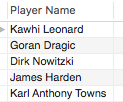 Player Name
Kawhi Leonard
Goran Dragic
Dirk Nowitzki
James Harden
Karl Anthony Towns